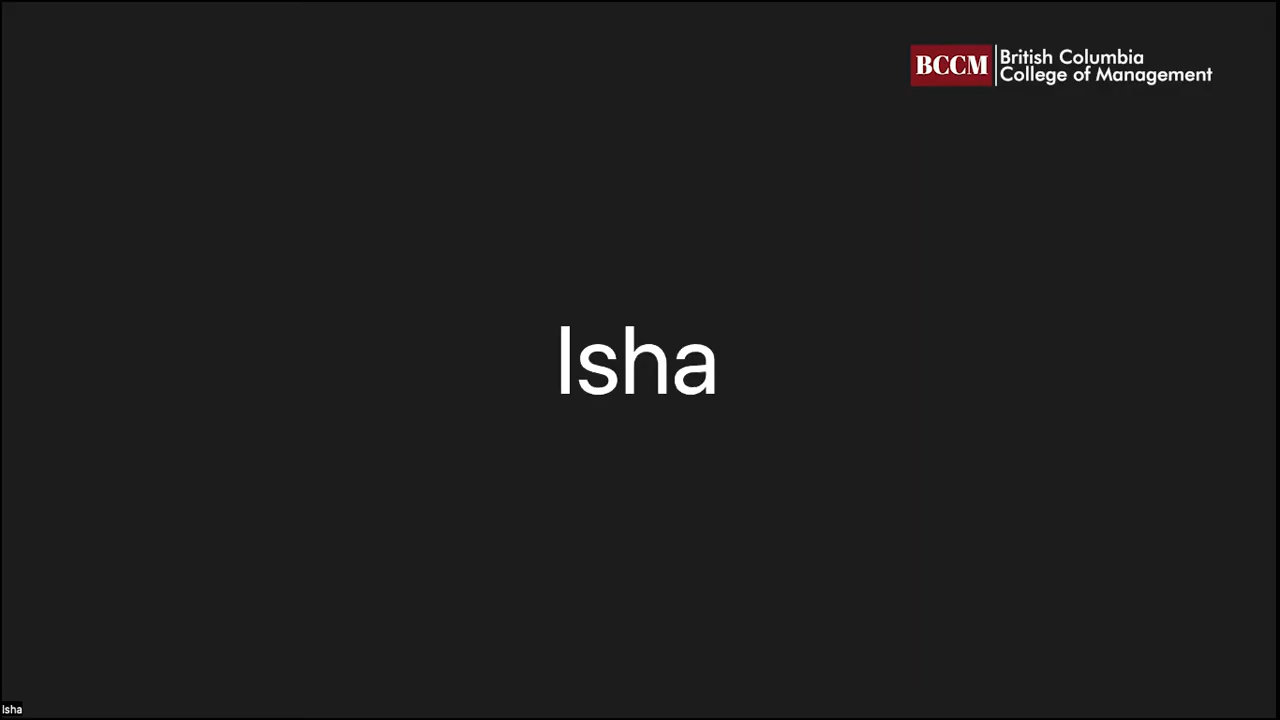 BCCM
British Columbia
College of Management
Isha
Isha